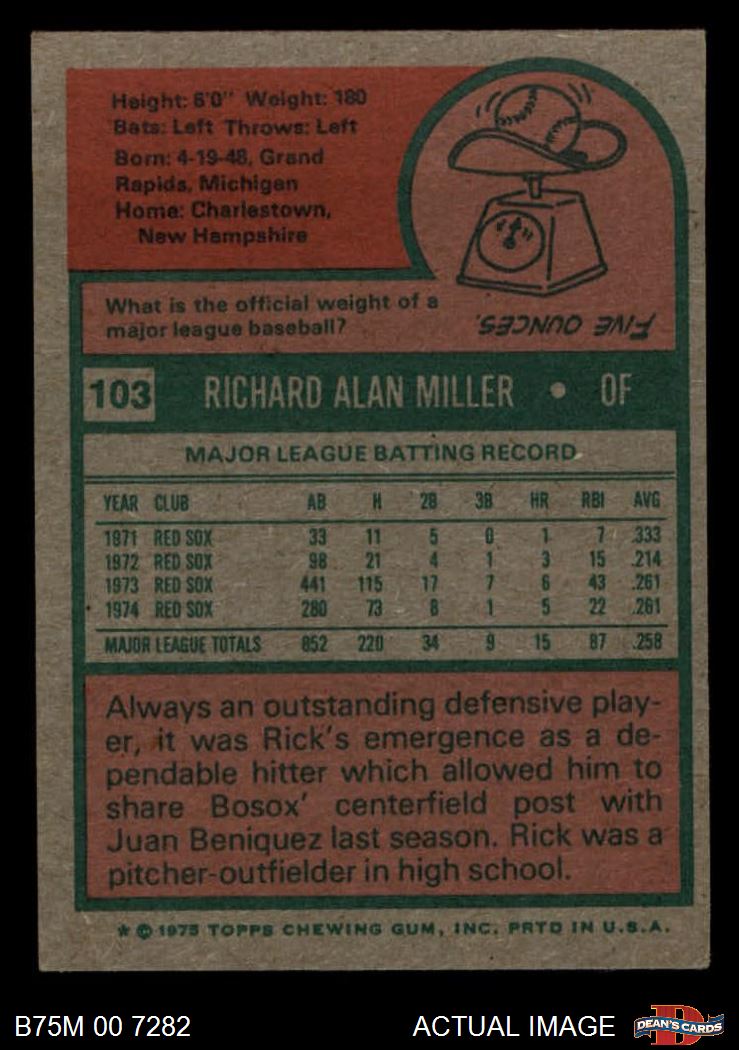 Height: 6'0" Weight: 180
Bats: Left Throws: Left
Born: 4-19-48, Grand
Rapids, Michigan
Home: Charlestown,
New Hampshire
What is the official weight of a
major league baseball?
FIVE OUNCES.
103 RICHARD ALAN MILLER • OF
MAJOR LEAGUE BATTING RECORD
YEAR CLUB AB H 2B 3B HR RBI AVG
1971 RED SOX 33 11 5 0 1 7 .333
1972 RED SOX 98 21 4 1 3 15 .214
1973 RED SOX 441 115 17 7 6 43 .261
1974 RED SOX 280 73 8 1 5 22 .261
MAJOR LEAGUE TOTALS 852 220 34 9 15 87 .258
Always an outstanding defensive play-
er, it was Rick's emergence as a de-
pendable hitter which allowed him to
share Bosox' centerfield post with
Juan Beniquez last season. Rick was a
pitcher-outfielder in high school.
* © 1975 TOPPS CHEWING GUM, INC. PRTD IN U.S.A.
B75M 00 7282 ACTUAL IMAGE D DEAN'S CARDS